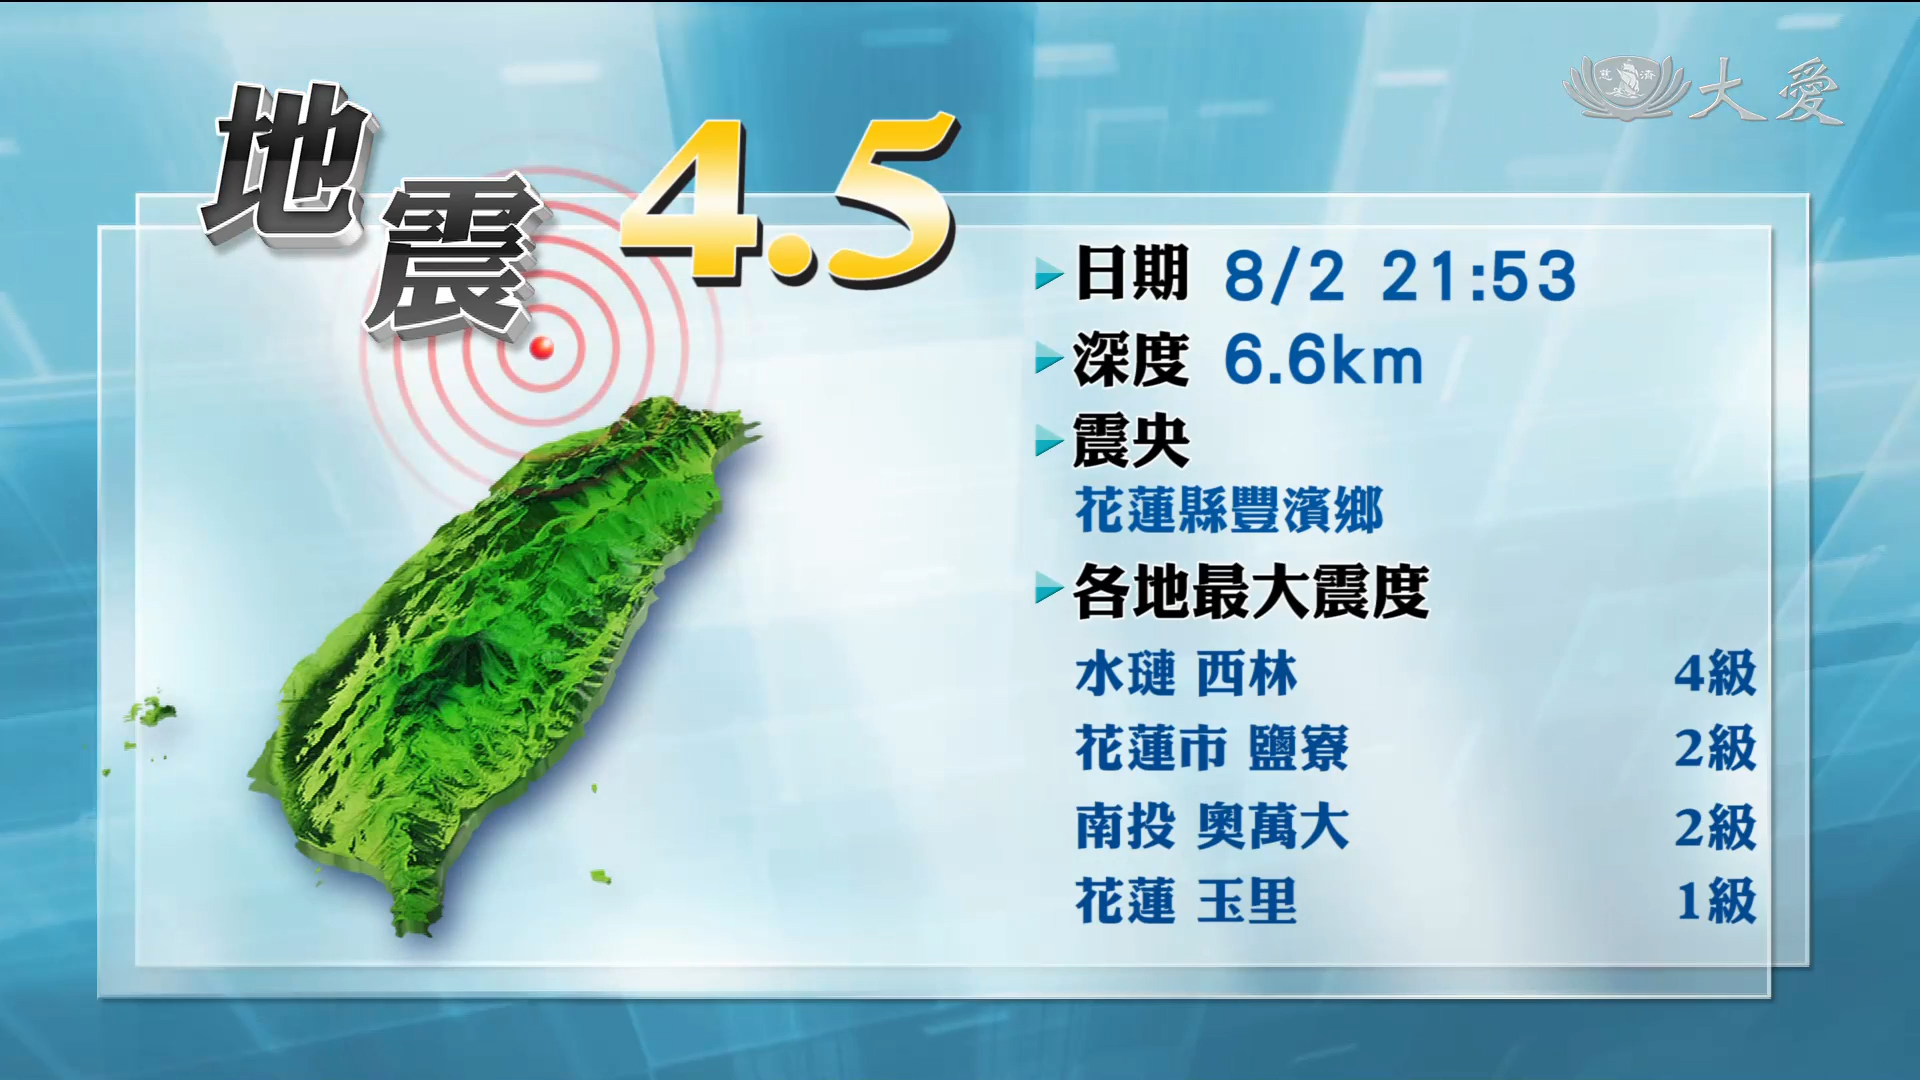 慈濟
大愛
地震 4.5
日期 8/2 21:53
深度 6.6km
震央
花蓮縣豐濱鄉
各地最大震度
水璉 西林 4級
花蓮市 鹽寮 2級
南投 奧萬大 2級
花蓮 玉里 1級